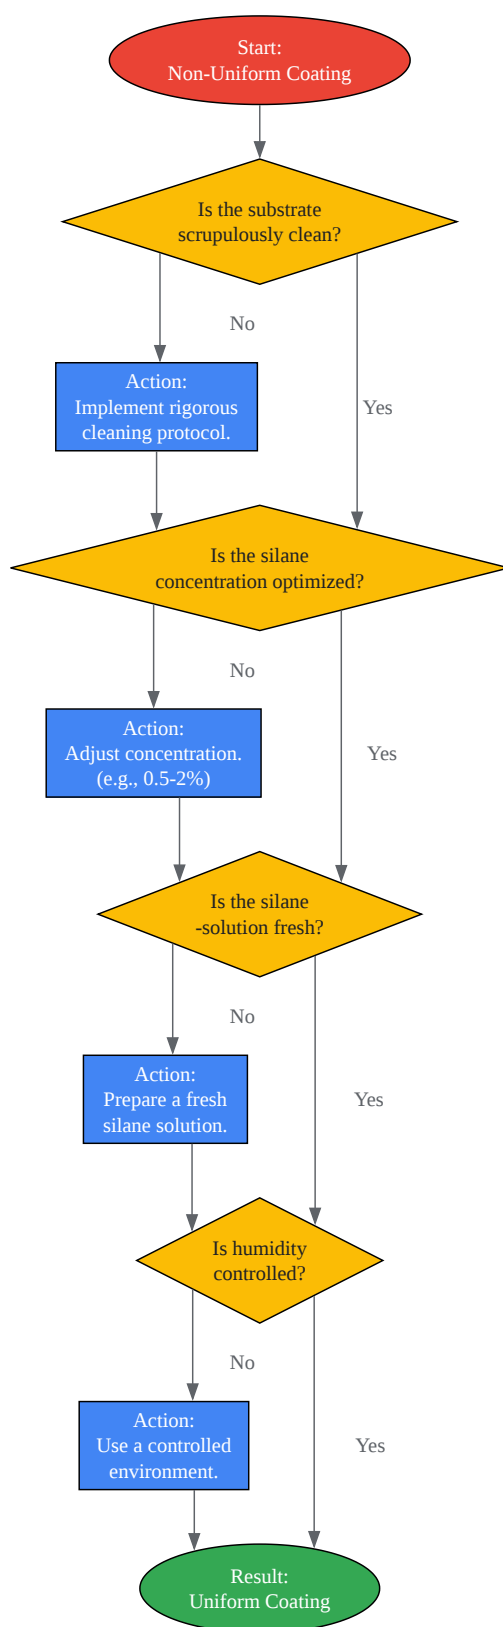 Start:
Non-Uniform Coating
Is the substrate
scrupulously clean?
No
Action:
Implement rigorous
cleaning protocol.
Yes
Is the silane
concentration optimized?
No
Action:
Adjust concentration.
(e.g., 0.5-2%)
Yes
Is the silane
-solution fresh?
No
Action:
Prepare a fresh
silane solution.
Yes
Is humidity
controlled?
No
Action:
Use a controlled
environment.
Yes
Result:
Uniform Coating